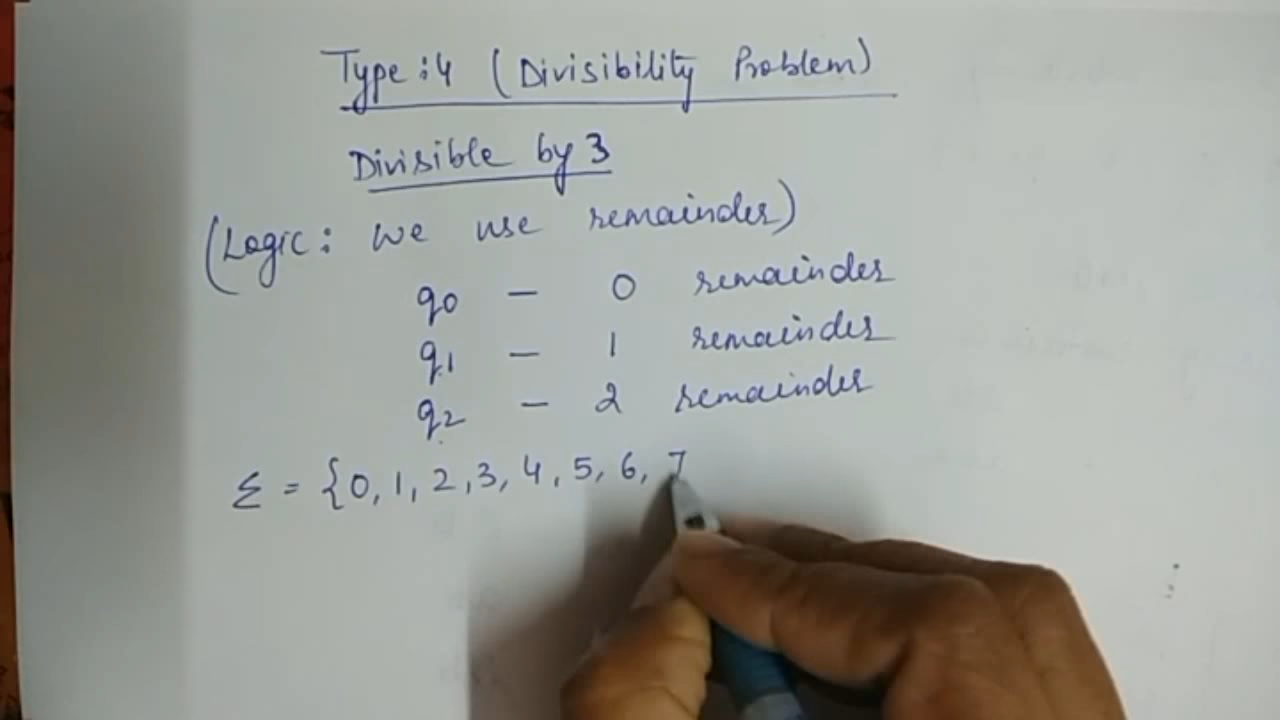 Type:4 (Divisibility Problem)
Divisible by 3
(Logic: we use remainder)
q0 - 0 remainder
q1 - 1 remainder
q2 - 2 remainder
Σ = {0, 1, 2, 3, 4, 5, 6, 7